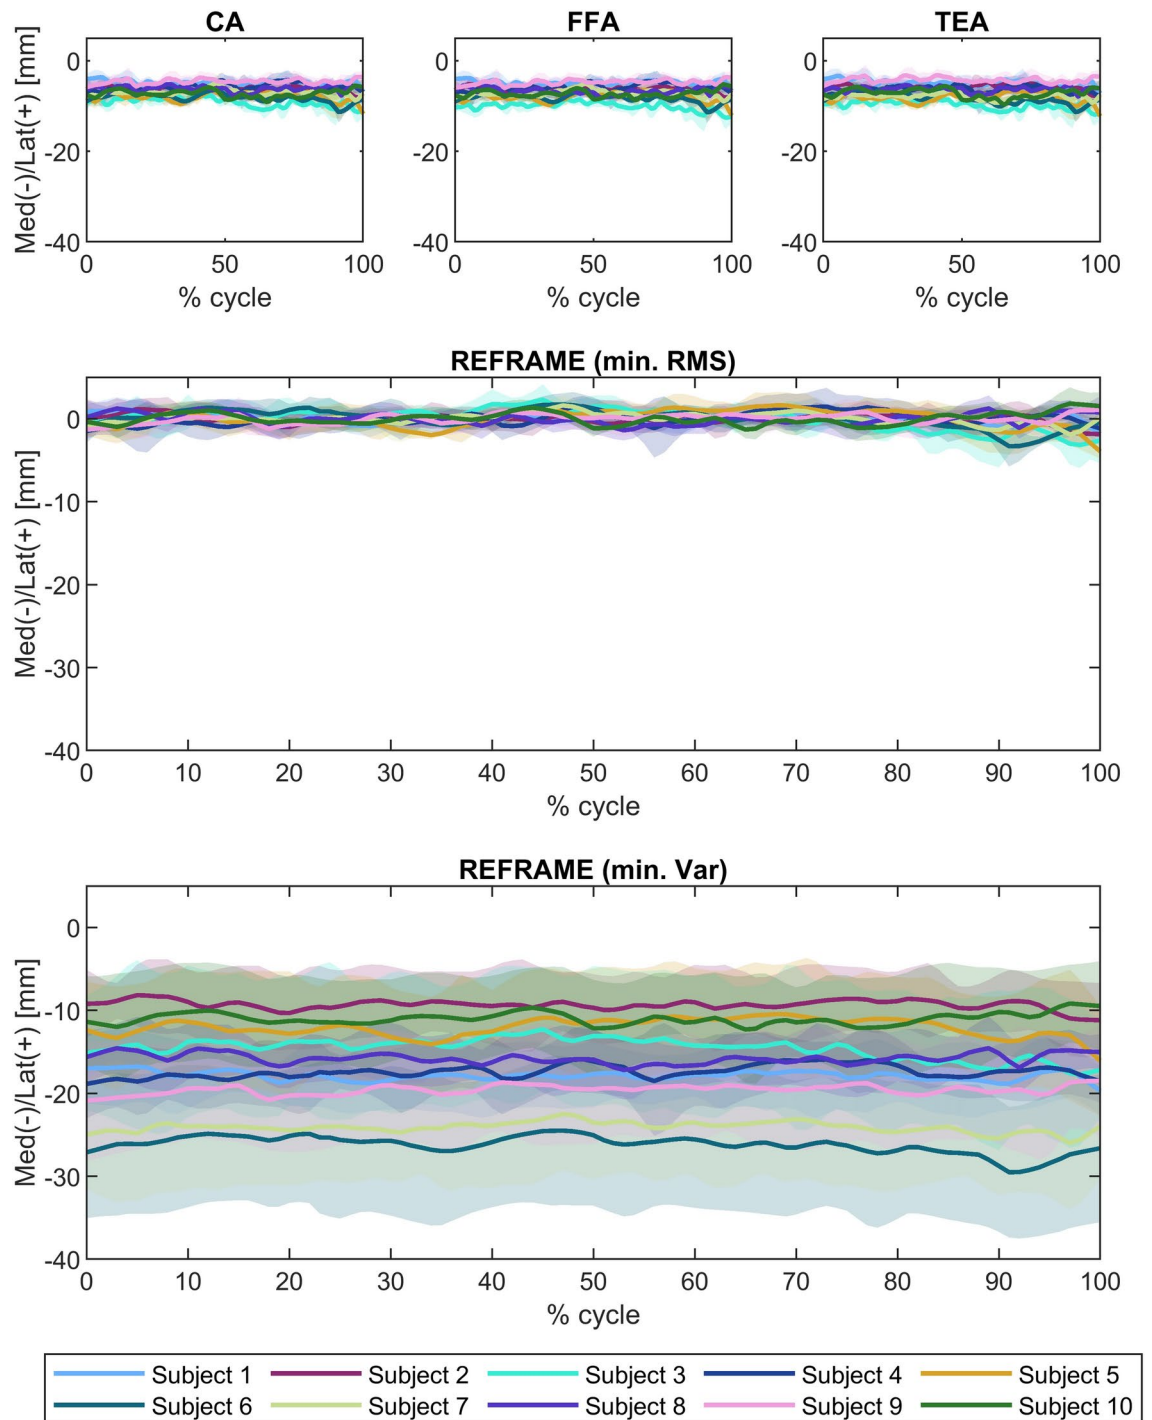 CA FFA TEA
Med(-)/Lat(+) [mm]
0 0 0
-20 -20 -20
-40 -40 -40
0 50 100 0 50 100 0 50 100
% cycle % cycle % cycle
REFRAME (min. RMS)
Med(-)/Lat(+) [mm]
0
-10
-20
-30
-40
0 10 20 30 40 50 60 70 80 90 100
% cycle
REFRAME (min. Var)
Med(-)/Lat(+) [mm]
0
-10
-20
-30
-40
0 10 20 30 40 50 60 70 80 90 100
% cycle
Subject 1 Subject 2 Subject 3 Subject 4 Subject 5
Subject 6 Subject 7 Subject 8 Subject 9 Subject 10